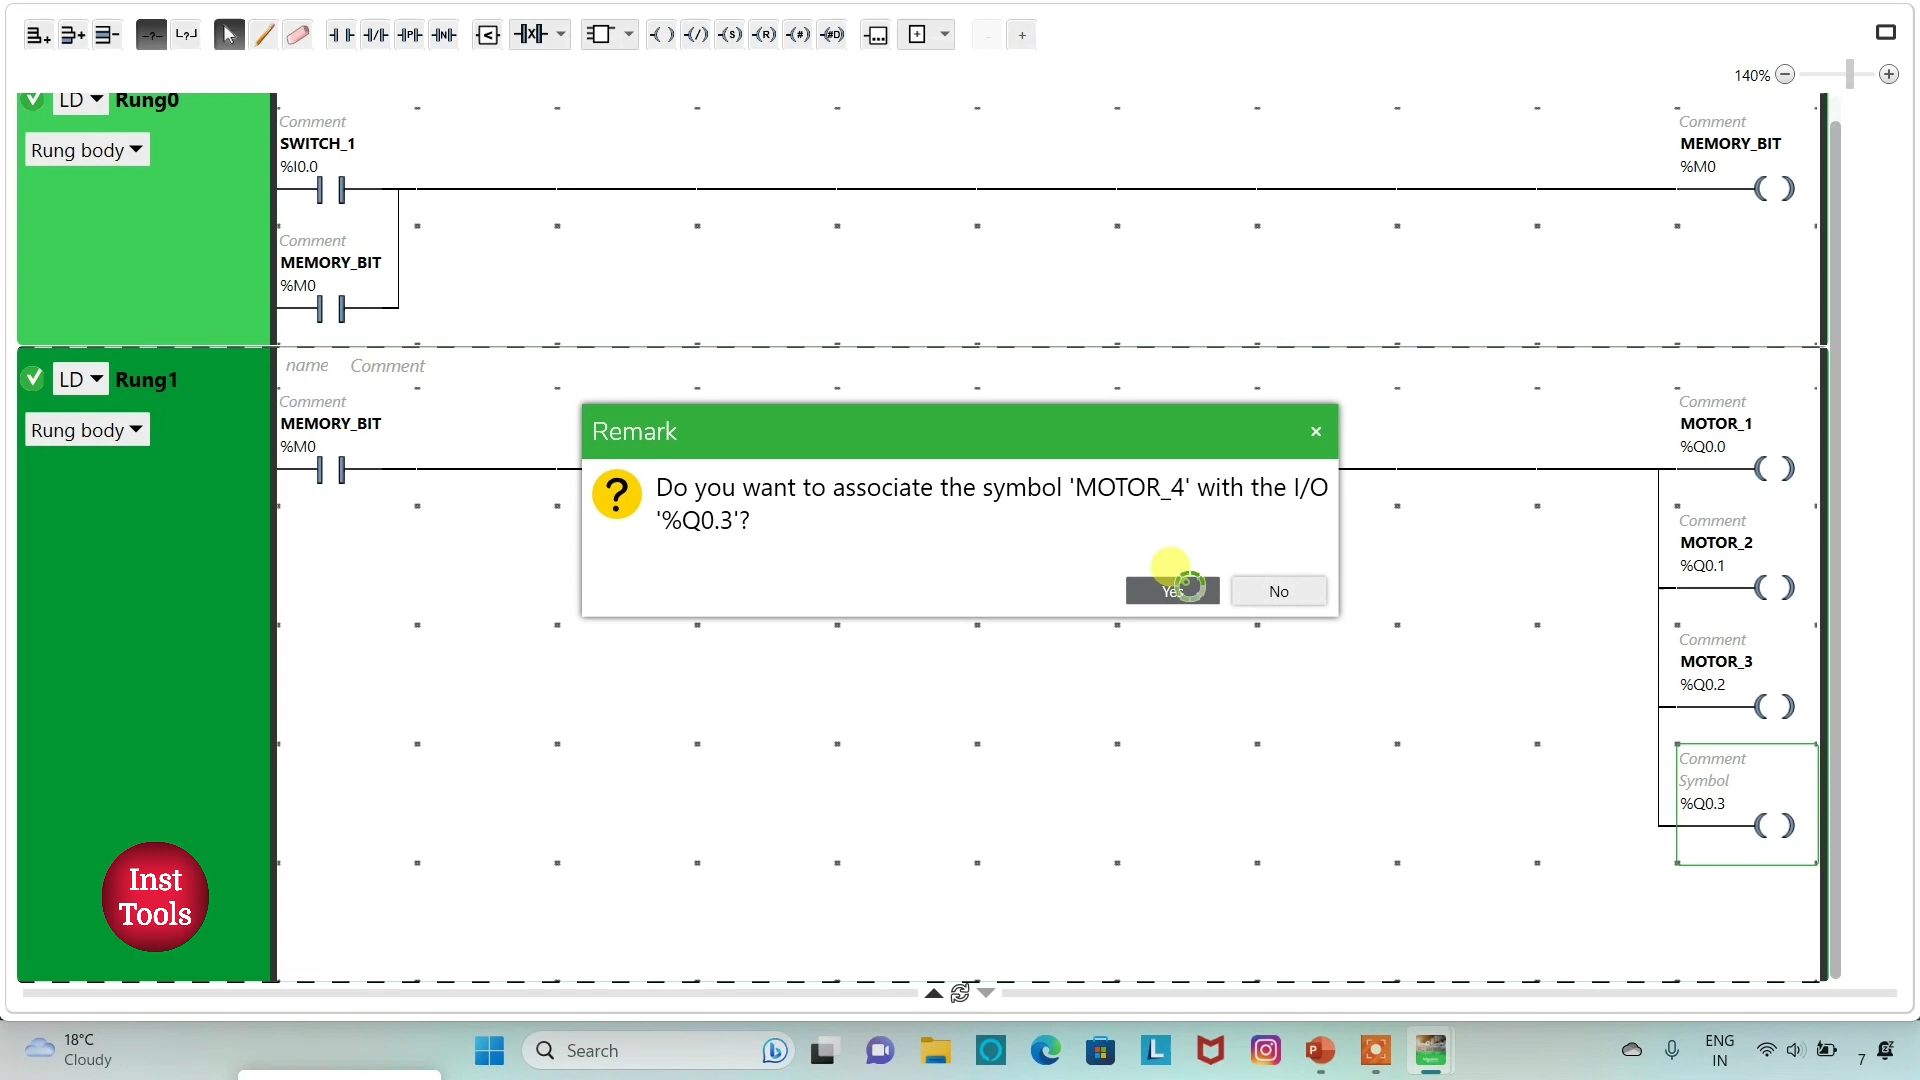 -?-
L?┘
P
N
<
X
S
R
#
#D
...
140%
LD Rung0
Rung body
Comment
SWITCH_1
%I0.0
Comment
MEMORY_BIT
%M0
Comment
MEMORY_BIT
%M0
LD Rung1
Rung body
name Comment
Comment
MEMORY_BIT
%M0
Comment
MOTOR_1
%Q0.0
Comment
MOTOR_2
%Q0.1
Comment
MOTOR_3
%Q0.2
Comment
Symbol
%Q0.3
Remark
Do you want to associate the symbol 'MOTOR_4' with the I/O
'%Q0.3'?
Yes
No
Inst
Tools
18°C
Cloudy
Search
ENG
IN
7